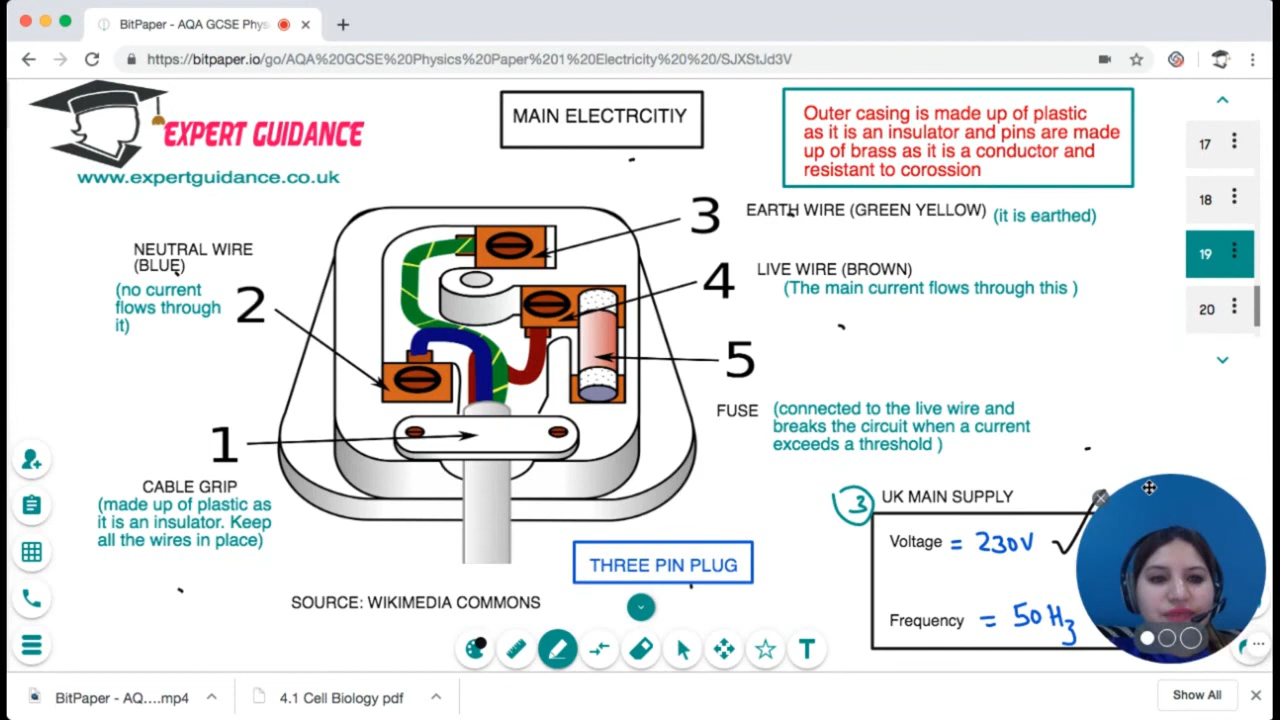 BitPaper - AQA GCSE Phys
https://bitpaper.io/go/AQA%20GCSE%20Physics%20Paper%201%20Electricity%20%20/SJXStJd3V
EXPERT GUIDANCE
www.expertguidance.co.uk
MAIN ELECTRCITIY
Outer casing is made up of plastic
as it is an insulator and pins are made
up of brass as it is a conductor and
resistant to corossion
17
18
19
20
3
EARTH WIRE (GREEN YELLOW) (it is earthed)
NEUTRAL WIRE
(BLUE)
(no current
flows through
it)
2
4
LIVE WIRE (BROWN)
(The main current flows through this )
5
FUSE
(connected to the live wire and
breaks the circuit when a current
exceeds a threshold )
1
CABLE GRIP
(made up of plastic as
it is an insulator. Keep
all the wires in place)
3
UK MAIN SUPPLY
Voltage = 230V
Frequency = 50Hz
THREE PIN PLUG
SOURCE: WIKIMEDIA COMMONS
T
BitPaper - AQ....mp4
4.1 Cell Biology pdf
Show All